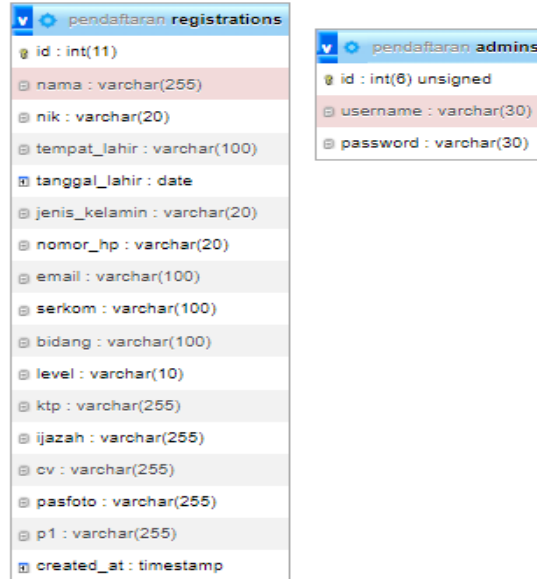 pendaftaran registrations
id : int(11)
nama : varchar(255)
nik : varchar(20)
tempat_lahir : varchar(100)
tanggal_lahir : date
jenis_kelamin : varchar(20)
nomor_hp : varchar(20)
email : varchar(100)
serkom : varchar(100)
bidang : varchar(100)
level : varchar(10)
ktp : varchar(255)
ijazah : varchar(255)
cv : varchar(255)
pasfoto : varchar(255)
p1 : varchar(255)
created_at : timestamp
pendaftaran admins
id : int(6) unsigned
username : varchar(30)
password : varchar(30)